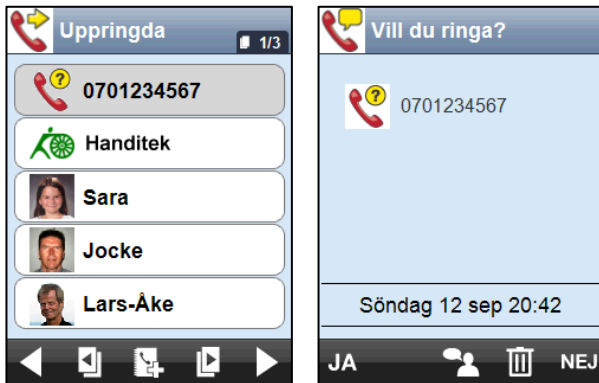 Uppringda
1/3
0701234567
Handitek
Sara
Jocke
Lars-Åke
Vill du ringa?
0701234567
Söndag 12 sep 20:42
JA
NEJ